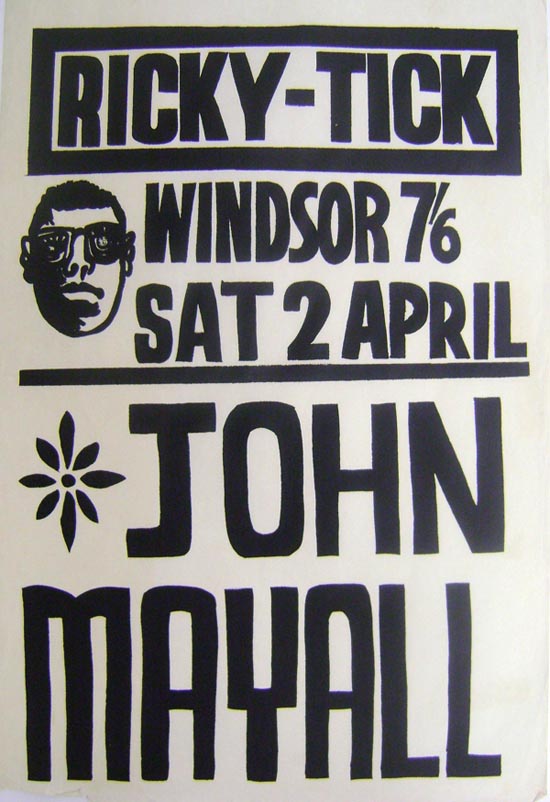 RICKY-TICK
WINDSOR 7/6
SAT 2 APRIL
JOHN
MAYALL